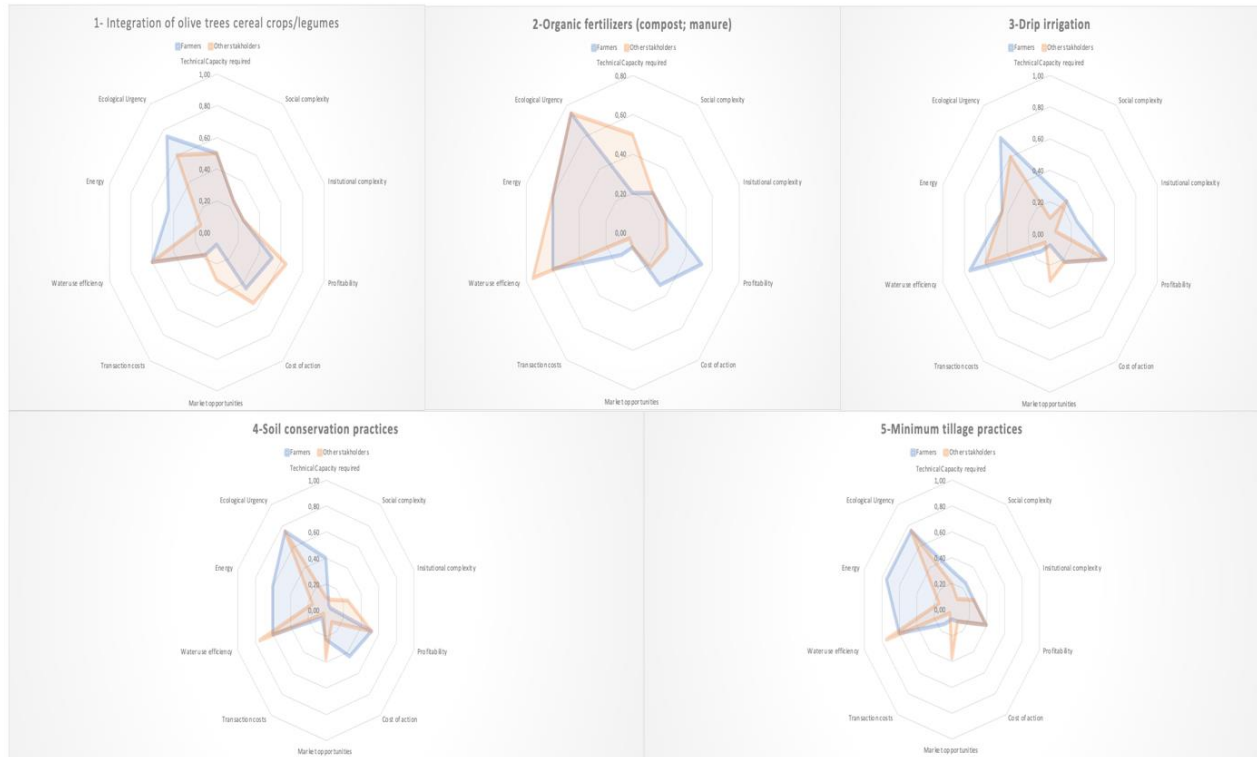 1- Integration of olive trees cereal crops/legumes
Farmers Other stakholders
Technical Capacity required
1,00
Ecological Urgency
Social complexity
0,80
0,60
Energy
Insitutional complexity
0,40
0,20
0,00
Water use efficiency
Profitability
Transaction costs
Cost of action
Market opportunities
2-Organic fertilizers (compost; manure)
Farmers Other stakholders
Technical Capacity required
0,80
Ecological Urgency
Social complexity
0,60
0,40
Energy
Insitutional complexity
0,20
0,00
Water use efficiency
Profitability
Transaction costs
Cost of action
Market opportunities
3-Drip irrigation
Farmers Other stakholders
Technical Capacity required
1,00
Ecological Urgency
Social complexity
0,80
0,60
Energy
Insitutional complexity
0,40
0,20
0,00
Water use efficiency
Profitability
Transaction costs
Cost of action
Market opportunities
4-Soil conservation practices
Farmers Other stakholders
Technical Capacity required
1,00
Ecological Urgency
Social complexity
0,80
0,60
Energy
Insitutional complexity
0,40
0,20
0,00
Water use efficiency
Profitability
Transaction costs
Cost of action
Market opportunities
5-Minimum tillage practices
Farmers Other stakholders
Technical Capacity required
1,00
Ecological Urgency
Social complexity
0,80
0,60
Energy
Insitutional complexity
0,40
0,20
0,00
Water use efficiency
Profitability
Transaction costs
Cost of action
Market opportunities